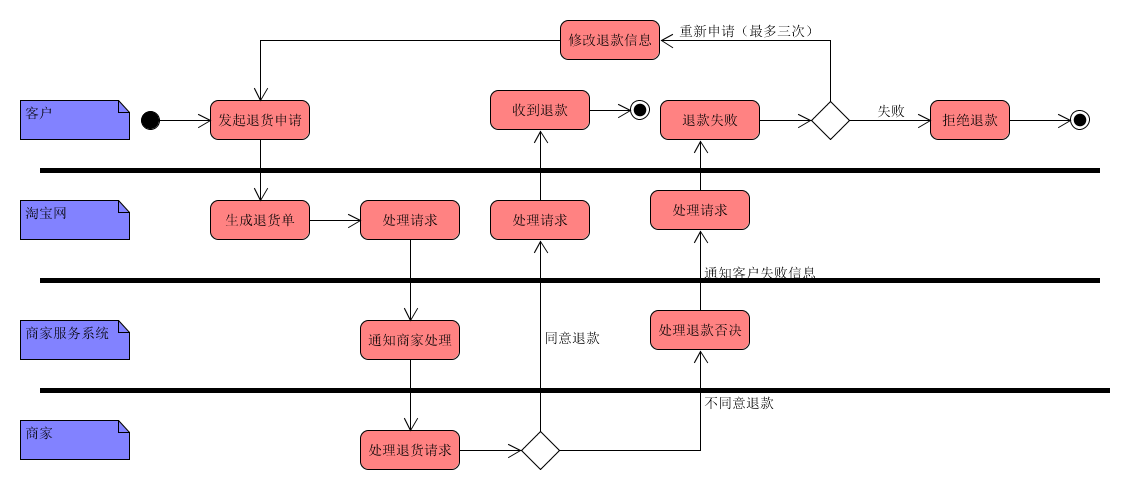 修改退款信息
重新申请（最多三次）
客户
发起退货申请
收到退款
退款失败
失败
拒绝退款
淘宝网
生成退货单
处理请求
处理请求
处理请求
通知客户失败信息
商家服务系统
通知商家处理
同意退款
处理退款否决
不同意退款
商家
处理退货请求